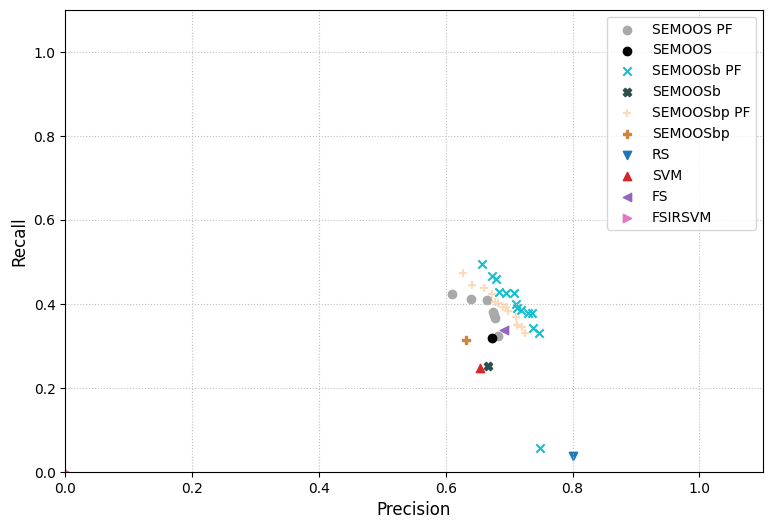 SEMOOS PF
SEMOOS
SEMOOSb PF
SEMOOSb
SEMOOSbp PF
SEMOOSbp
RS
SVM
FS
FSIRSVM
1.0
0.8
0.6
0.4
0.2
0.0
Recall
0.0 0.2 0.4 0.6 0.8 1.0
Precision